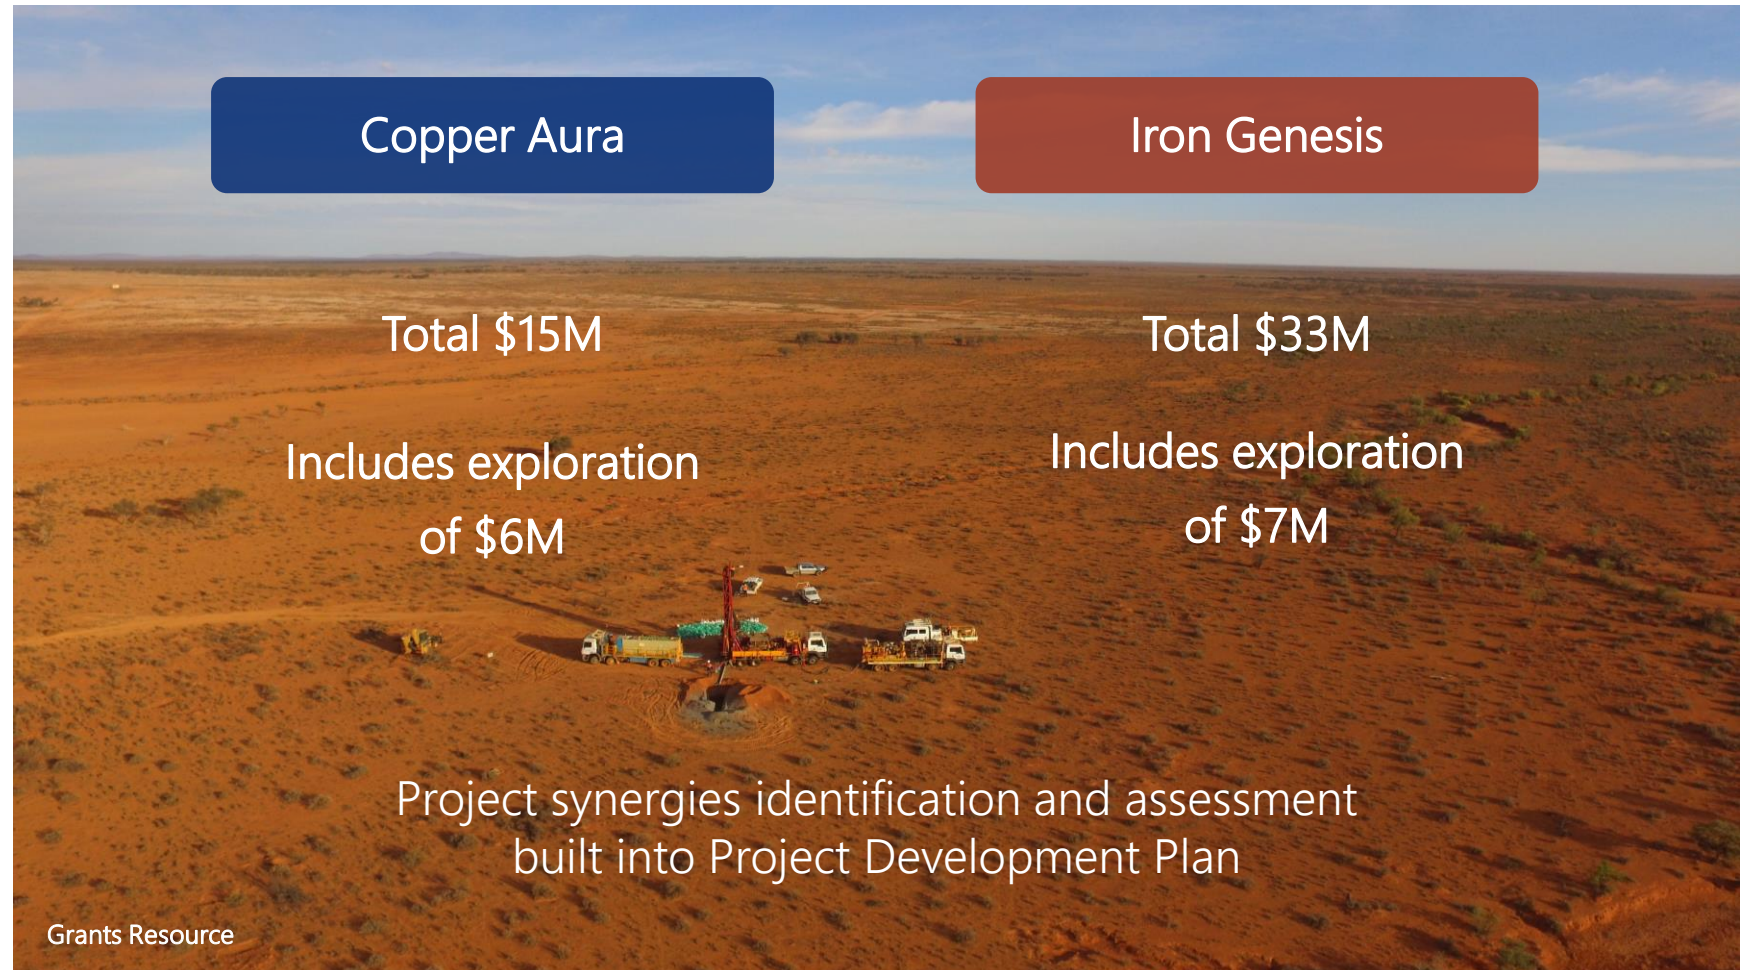 Copper Aura
Iron Genesis
Total $15M
Total $33M
Includes exploration
of $6M
Includes exploration
of $7M
Project synergies identification and assessment
built into Project Development Plan
Grants Resource